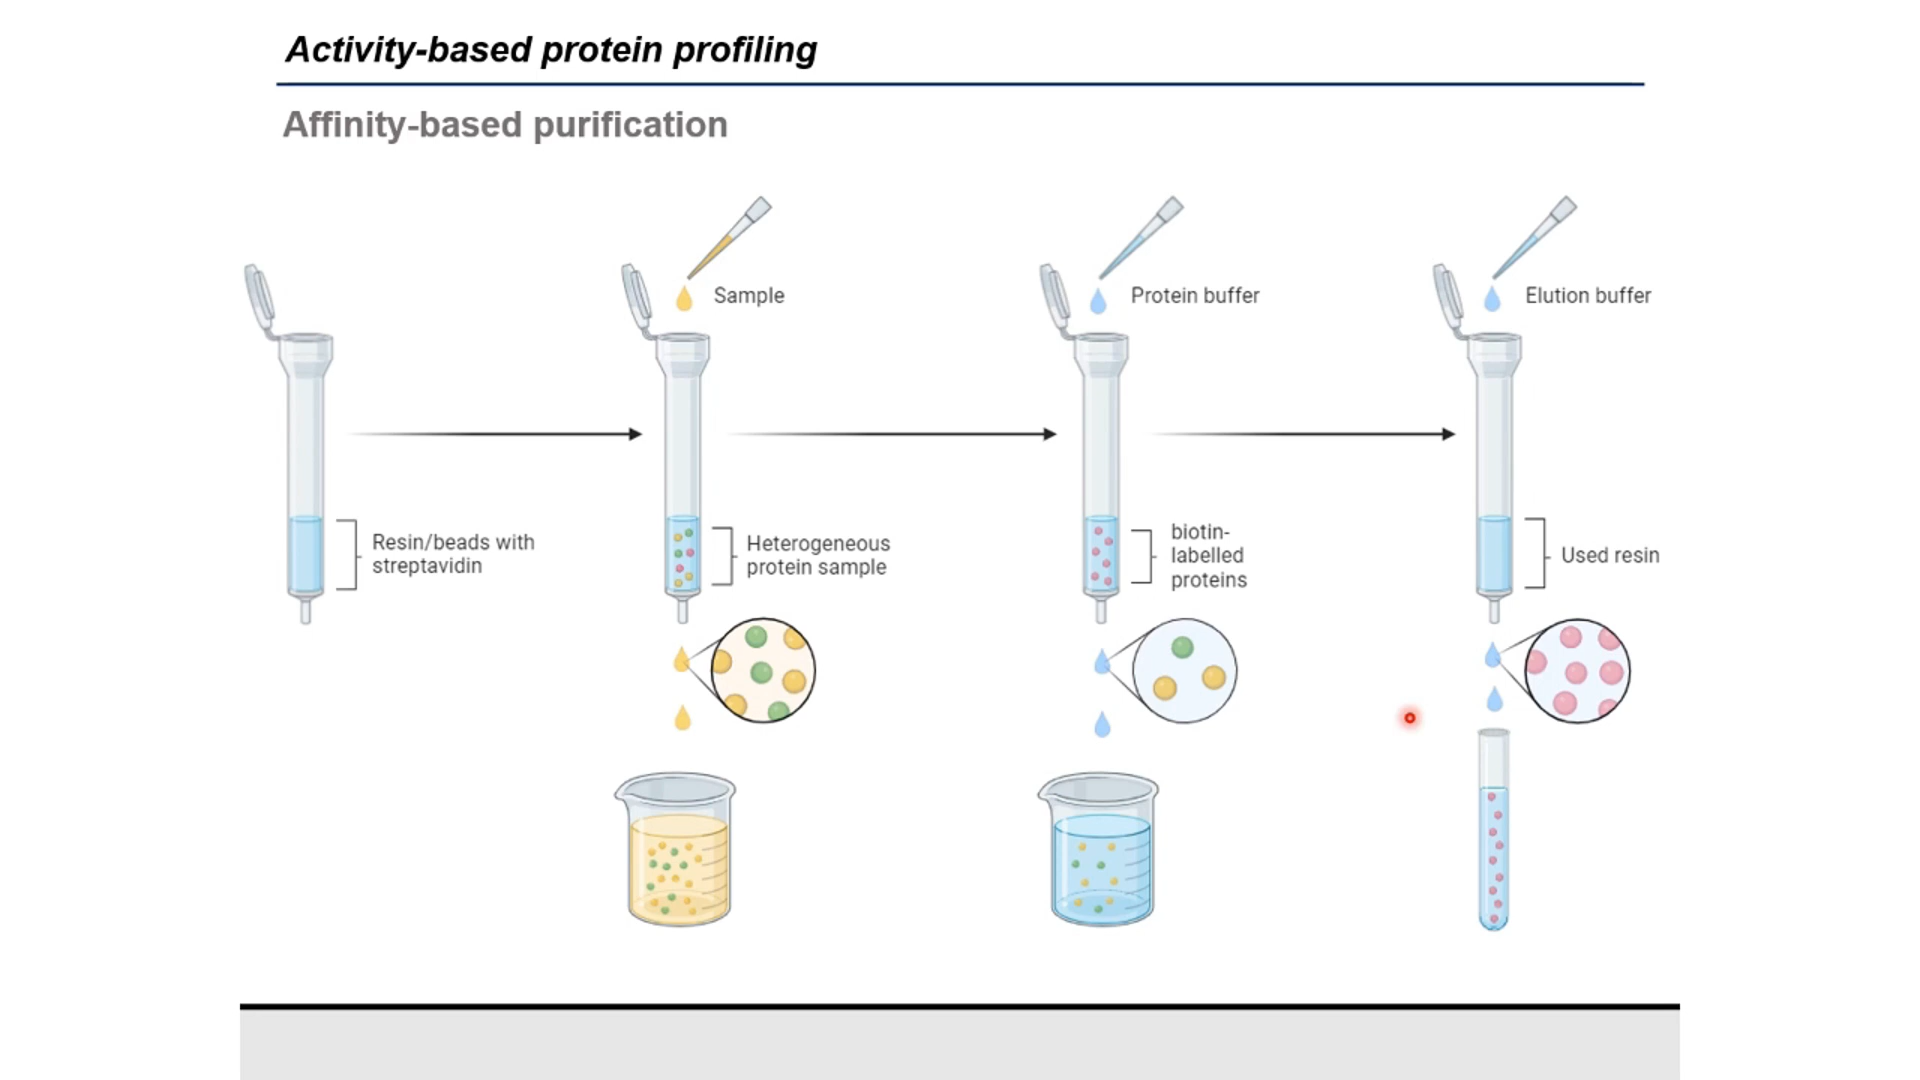 Activity-based protein profiling
Affinity-based purification
Sample
Protein buffer
Elution buffer
Resin/beads with
streptavidin
Heterogeneous
protein sample
biotin-
labelled
proteins
Used resin